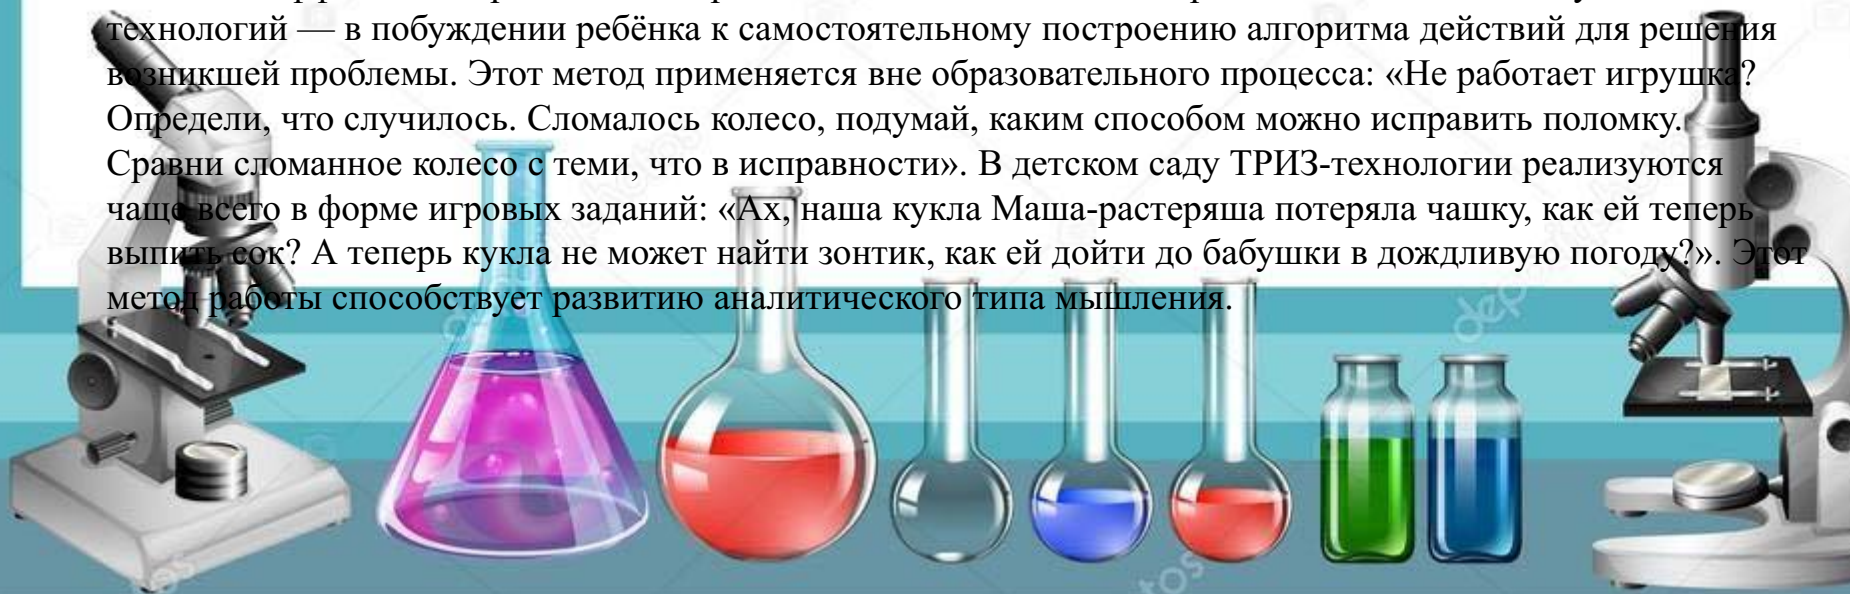 технологий — в побуждении ребёнка к самостоятельному построению алгоритма действий для решения
возникшей проблемы. Этот метод применяется вне образовательного процесса: «Не работает игрушка?
Определи, что случилось. Сломалось колесо, подумай, каким способом можно исправить поломку.
Сравни сломанное колесо с теми, что в исправности». В детском саду ТРИЗ-технологии реализуются
чаще всего в форме игровых заданий: «Ах, наша кукла Маша-растеряша потеряла чашку, как ей теперь
выпить сок? А теперь кукла не может найти зонтик, как ей дойти до бабушки в дождливую погоду?». Этот
метод работы способствует развитию аналитического типа мышления.